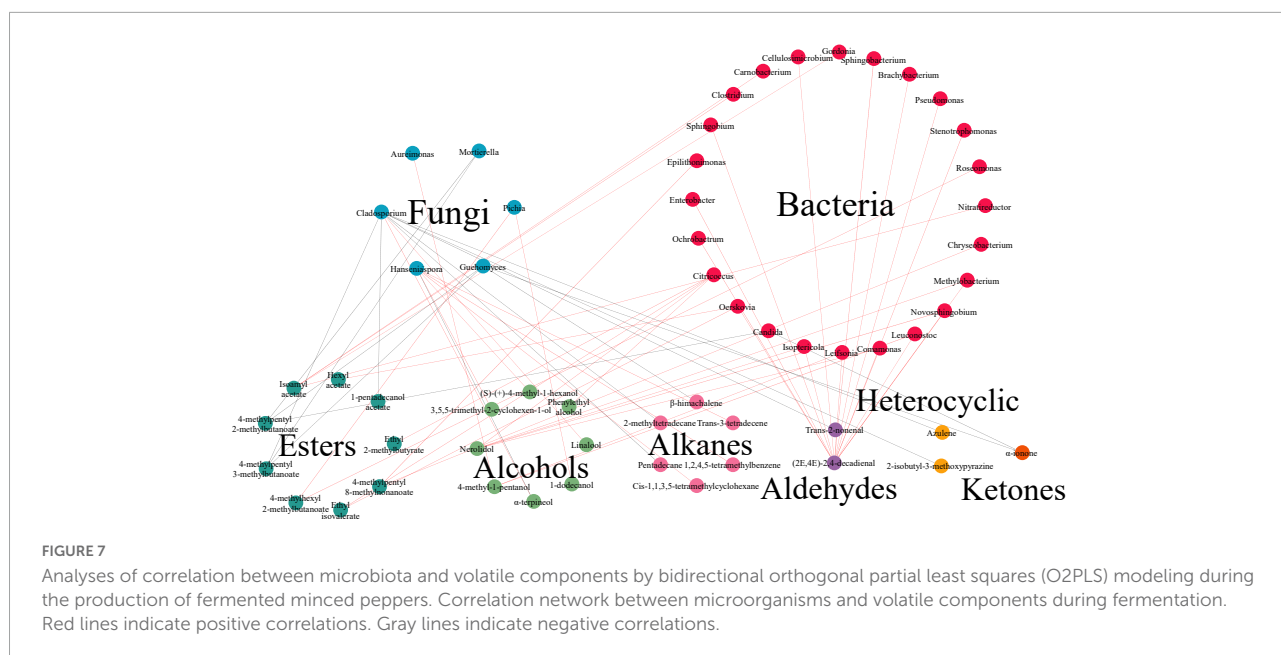 Gordonia
Cellulosimicrobium
Sphingobacterium
Carnobacterium
Brachybacterium
Clostridium
Pseudomonas
Sphingobium
Stenotrophomonas
Aureimonas
Mortierella
Epilithonimonas
Roseomonas
Enterobacter
Nitratireductor
Cladosporium
Fungi
Pichia
Bacteria
Ochrobactrum
Chryseobacterium
Hanseniaspora
Guehomyces
Citricoccus
Methylobacterium
Oerskovia
Novosphingobium
Candida
Leuconostoc
Isoptericola
Leifsonia
Comamonas
Isoamyl
acetate
Hexyl
acetate
1-pentadecanol
acetate
(S)-(+)-4-methyl-1-hexanol
3,5,5-trimethyl-2-cyclohexen-1-ol
Phenylethyl
alcohol
β-himachalene
Heterocyclic
4-methylpentyl
2-methylbutanoate
2-methyltetradecane
Trans-3-tetradecene
Trans-2-nonenal
Azulene
Esters
Ethyl
2-methylbutyrate
Nerolidol
Linalool
Alkanes
α-ionone
4-methylpentyl
3-methylbutanoate
Alcohols
Pentadecane
1,2,4,5-tetramethylbenzene
(2E,4E)-2,4-decadienal
2-isobutyl-3-methoxypyrazine
4-methylpentyl
8-methylnonanoate
4-methyl-1-pentanol
1-dodecanol
Cis-1,1,3,5-tetramethylcyclohexane
Aldehydes
Ketones
4-methylhexyl
2-methylbutanoate
Ethyl
isovalerate
α-terpineol
FIGURE 7
Analyses of correlation between microbiota and volatile components by bidirectional orthogonal partial least squares (O2PLS) modeling during
the production of fermented minced peppers. Correlation network between microorganisms and volatile components during fermentation.
Red lines indicate positive correlations. Gray lines indicate negative correlations.